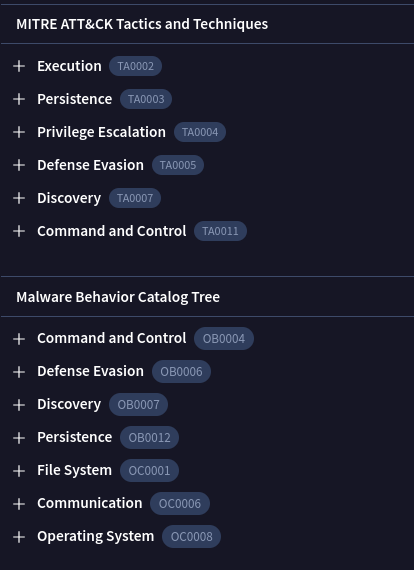 MITRE ATT&CK Tactics and Techniques
Execution TA0002
Persistence TA0003
Privilege Escalation TA0004
Defense Evasion TA0005
Discovery TA0007
Command and Control TA0011
Malware Behavior Catalog Tree
Command and Control OB0004
Defense Evasion OB0006
Discovery OB0007
Persistence OB0012
File System OC0001
Communication OC0006
Operating System OC0008